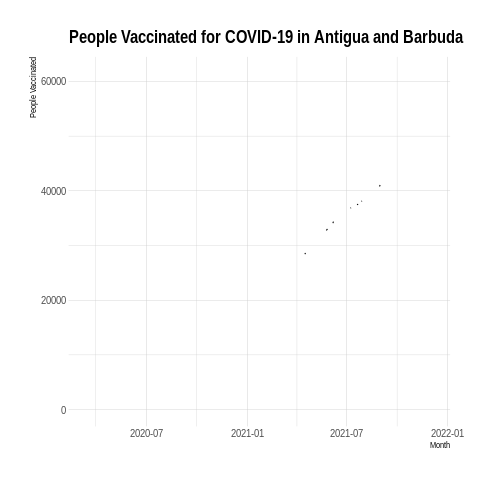 People Vaccinated for COVID-19 in Antigua and Barbuda
People Vaccinated
60000
40000
20000
0
2020-07 2021-01 2021-07 2022-01
Month